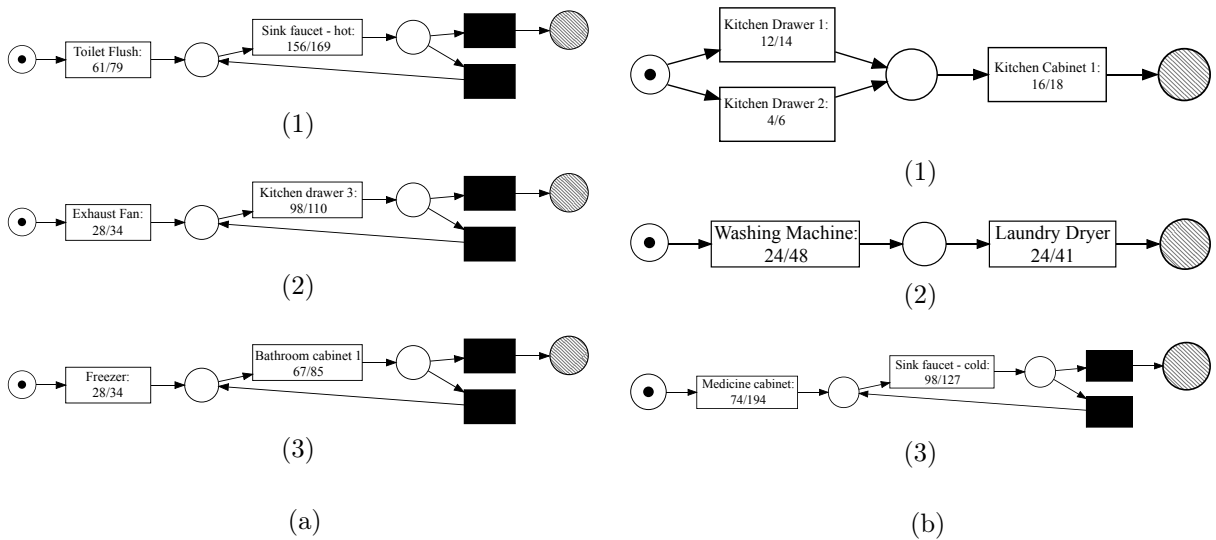 Toilet Flush:
61/79
Sink faucet - hot:
156/169
(1)
Exhaust Fan:
28/34
Kitchen drawer 3:
98/110
(2)
Freezer:
28/34
Bathroom cabinet 1
67/85
(3)
(a)
Kitchen Drawer 1:
12/14
Kitchen Drawer 2:
4/6
Kitchen Cabinet 1:
16/18
(1)
Washing Machine:
24/48
Laundry Dryer
24/41
(2)
Medicine cabinet:
74/194
Sink faucet - cold:
98/127
(3)
(b)